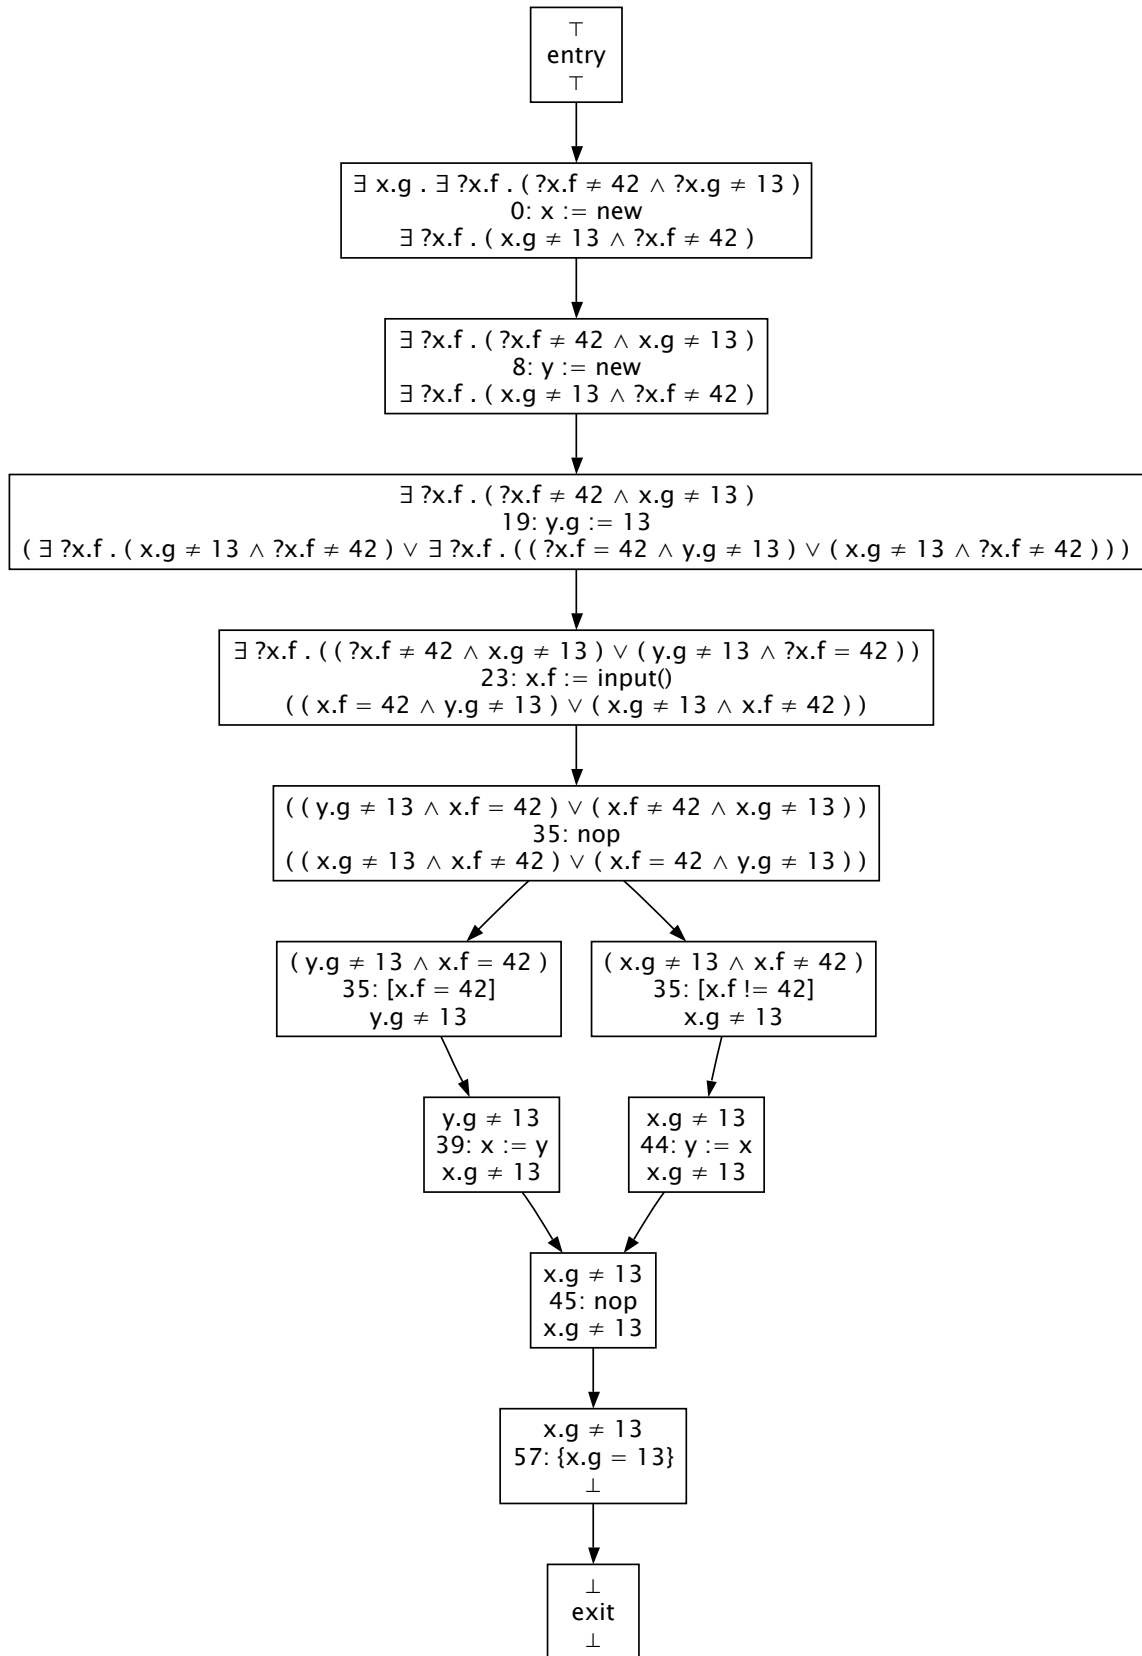 ⊤
entry
⊤
∃ x.g . ∃ ?x.f . ( ?x.f ≠ 42 ∧ ?x.g ≠ 13 )
0: x := new
∃ ?x.f . ( x.g ≠ 13 ∧ ?x.f ≠ 42 )
∃ ?x.f . ( ?x.f ≠ 42 ∧ x.g ≠ 13 )
8: y := new
∃ ?x.f . ( x.g ≠ 13 ∧ ?x.f ≠ 42 )
∃ ?x.f . ( ?x.f ≠ 42 ∧ x.g ≠ 13 )
19: y.g := 13
( ∃ ?x.f . ( x.g ≠ 13 ∧ ?x.f ≠ 42 ) ∨ ∃ ?x.f . ( ( ?x.f = 42 ∧ y.g ≠ 13 ) ∨ ( x.g ≠ 13 ∧ ?x.f ≠ 42 ) ) )
∃ ?x.f . ( ( ?x.f ≠ 42 ∧ x.g ≠ 13 ) ∨ ( y.g ≠ 13 ∧ ?x.f = 42 ) )
23: x.f := input()
( ( x.f = 42 ∧ y.g ≠ 13 ) ∨ ( x.g ≠ 13 ∧ x.f ≠ 42 ) )
( ( y.g ≠ 13 ∧ x.f = 42 ) ∨ ( x.f ≠ 42 ∧ x.g ≠ 13 ) )
35: nop
( ( x.g ≠ 13 ∧ x.f ≠ 42 ) ∨ ( x.f = 42 ∧ y.g ≠ 13 ) )
( y.g ≠ 13 ∧ x.f = 42 )
35: [x.f = 42]
y.g ≠ 13
( x.g ≠ 13 ∧ x.f ≠ 42 )
35: [x.f != 42]
x.g ≠ 13
y.g ≠ 13
39: x := y
x.g ≠ 13
x.g ≠ 13
44: y := x
x.g ≠ 13
x.g ≠ 13
45: nop
x.g ≠ 13
x.g ≠ 13
57: {x.g = 13}
⊥
⊥
exit
⊥